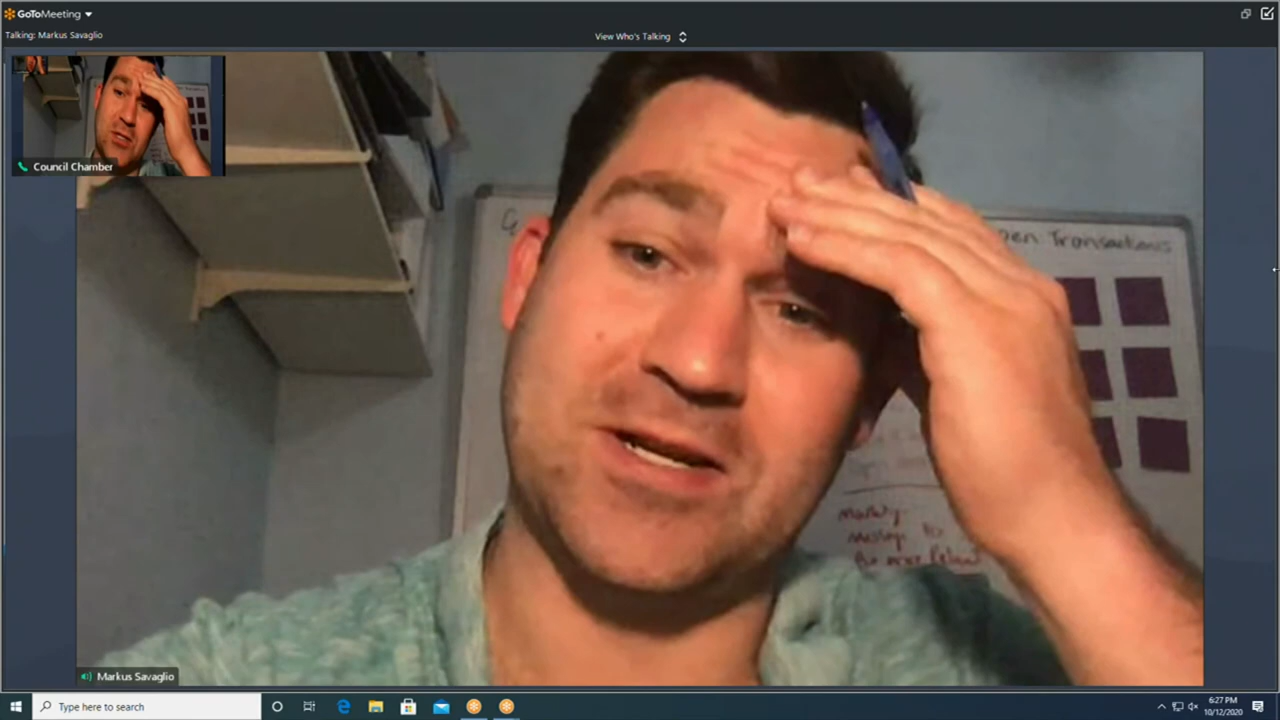 GoToMeeting
Talking: Markus Savaglio
View Who's Talking
Council Chamber
Transactions
Markus Savaglio
Type here to search
6:27 PM
10/12/2020